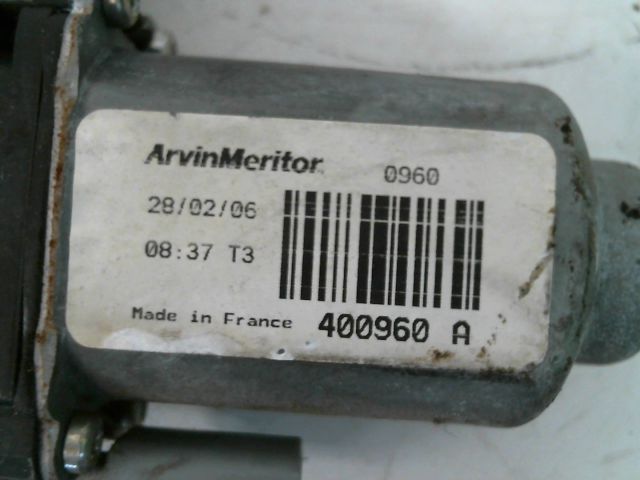 ArvinMeritor 0960
28/02/06
08:37 T3
Made in France 400960 A